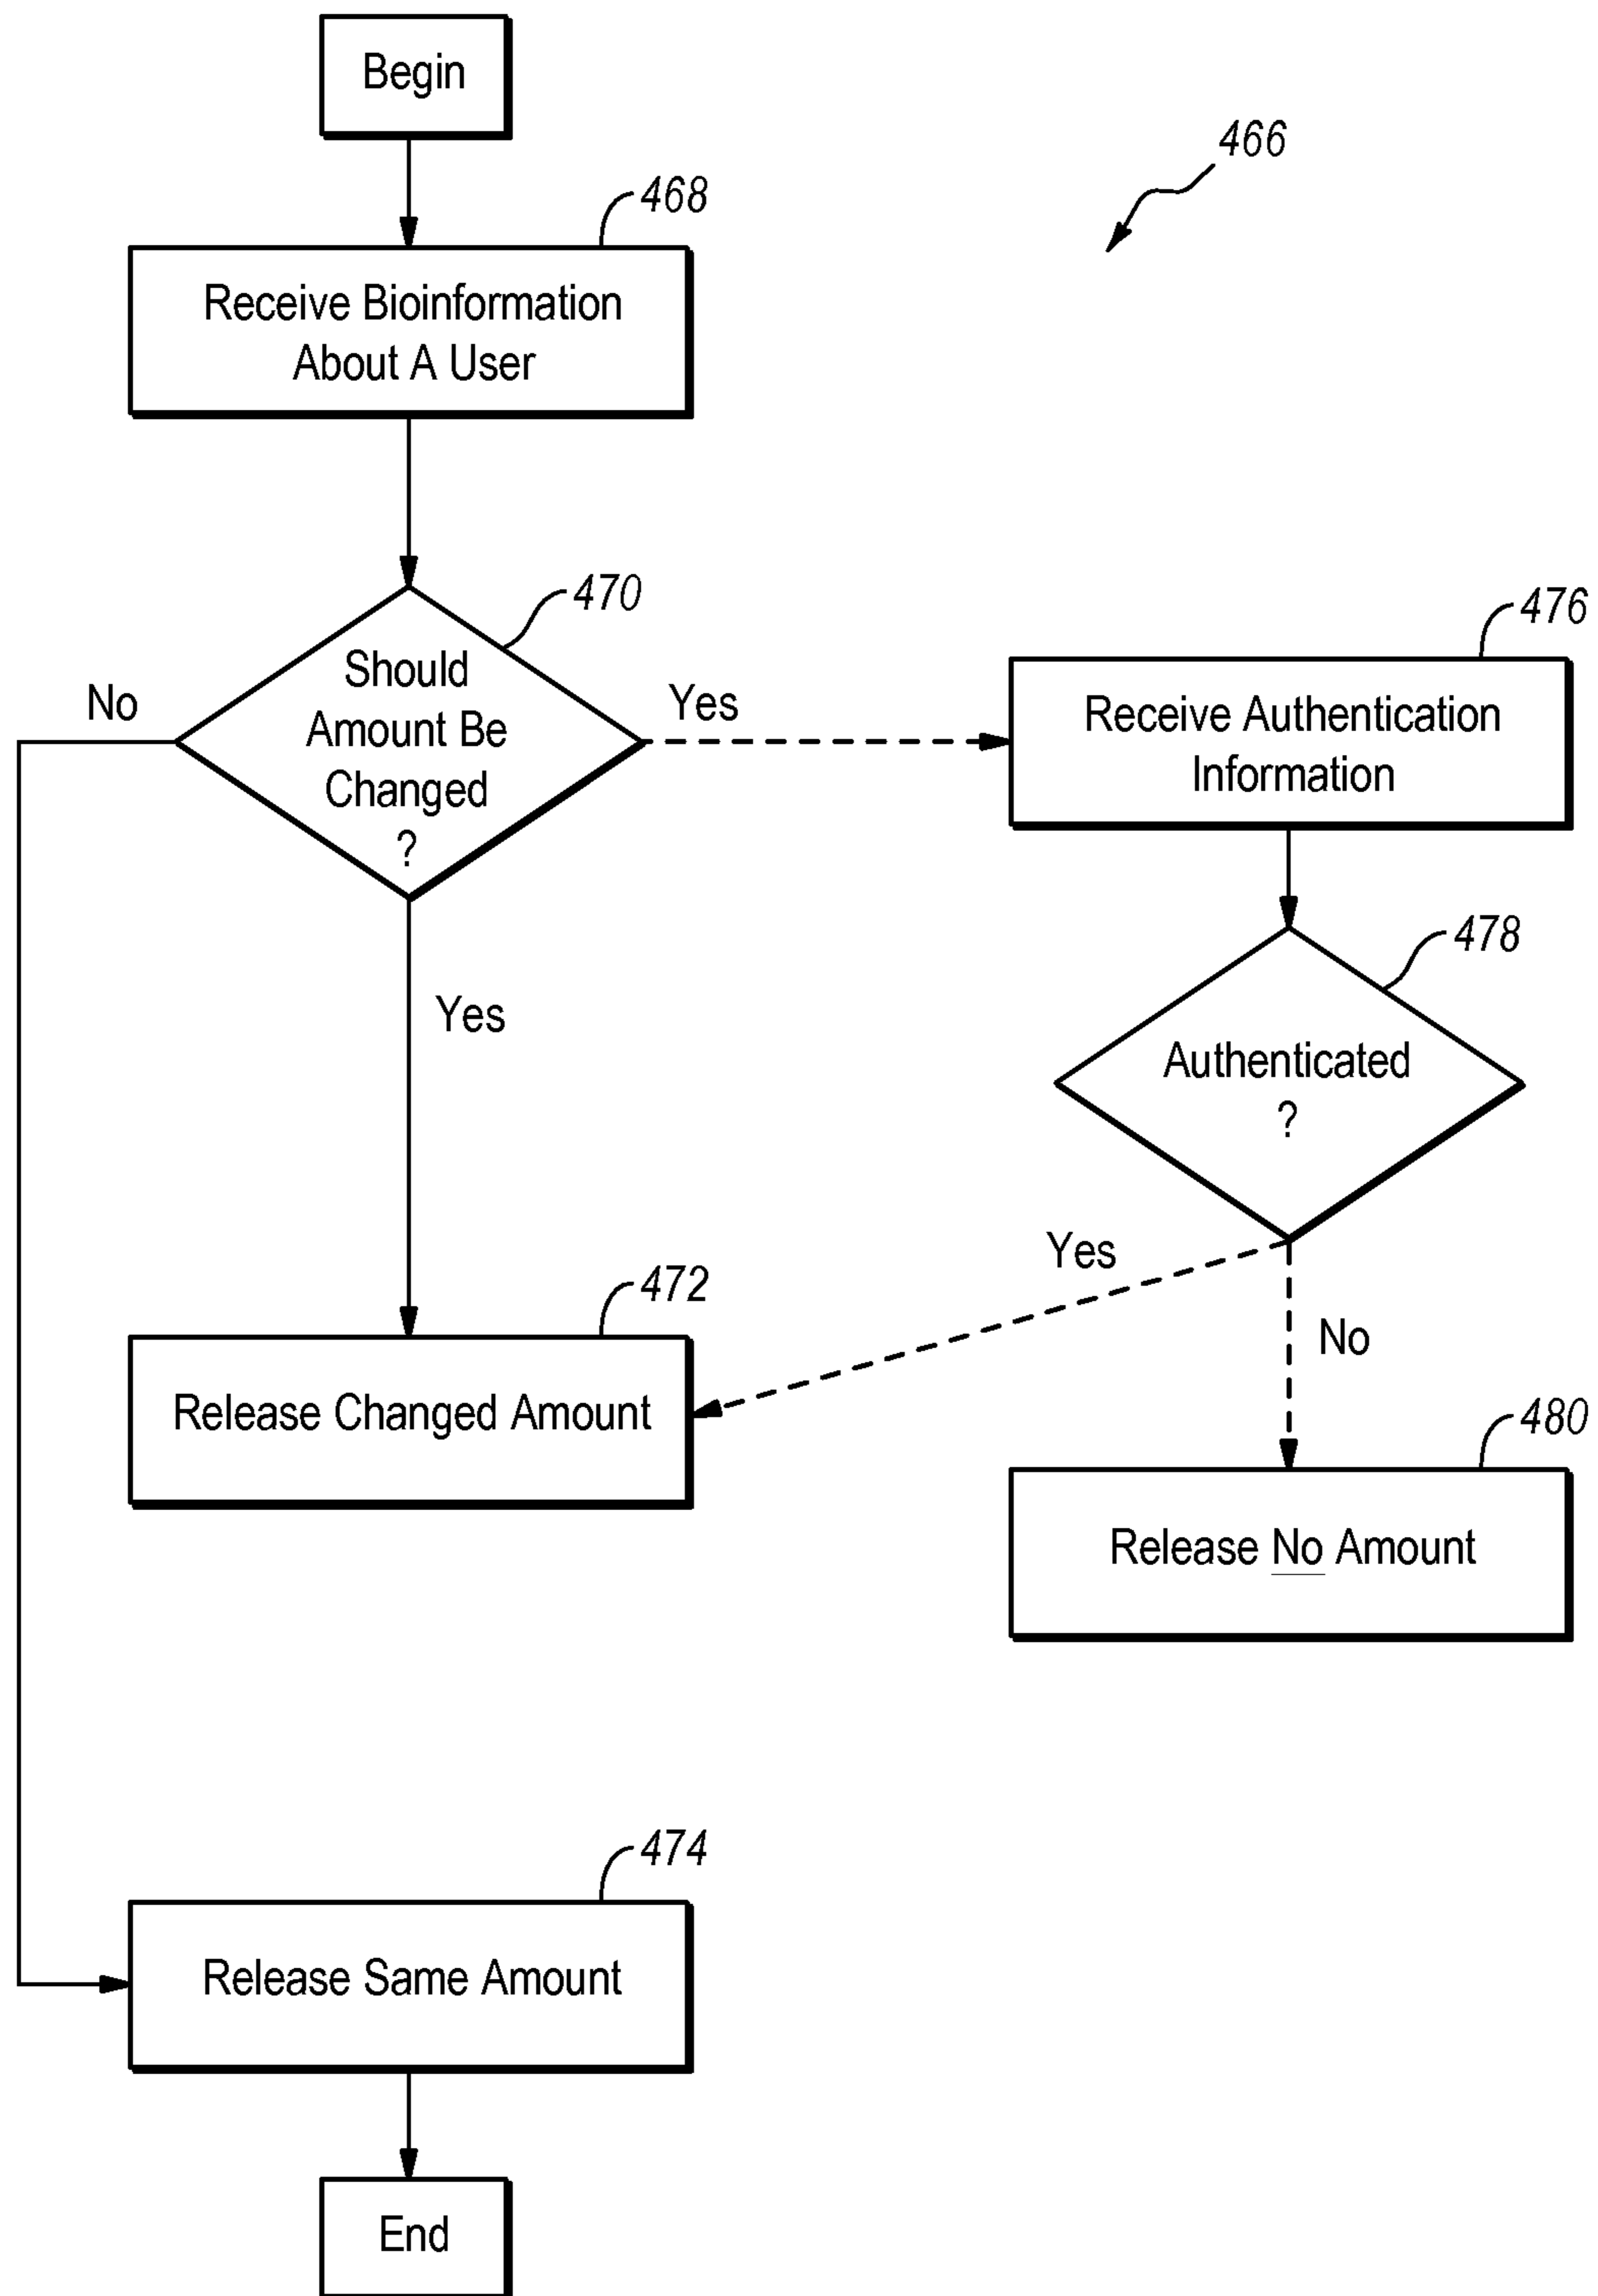 Begin
466
468
Receive Bioinformation
About A User
470
Should
Amount Be
Changed
?
No
Yes
476
Receive Authentication
Information
478
Authenticated
?
Yes
Yes
No
472
Release Changed Amount
480
Release No Amount
474
Release Same Amount
End